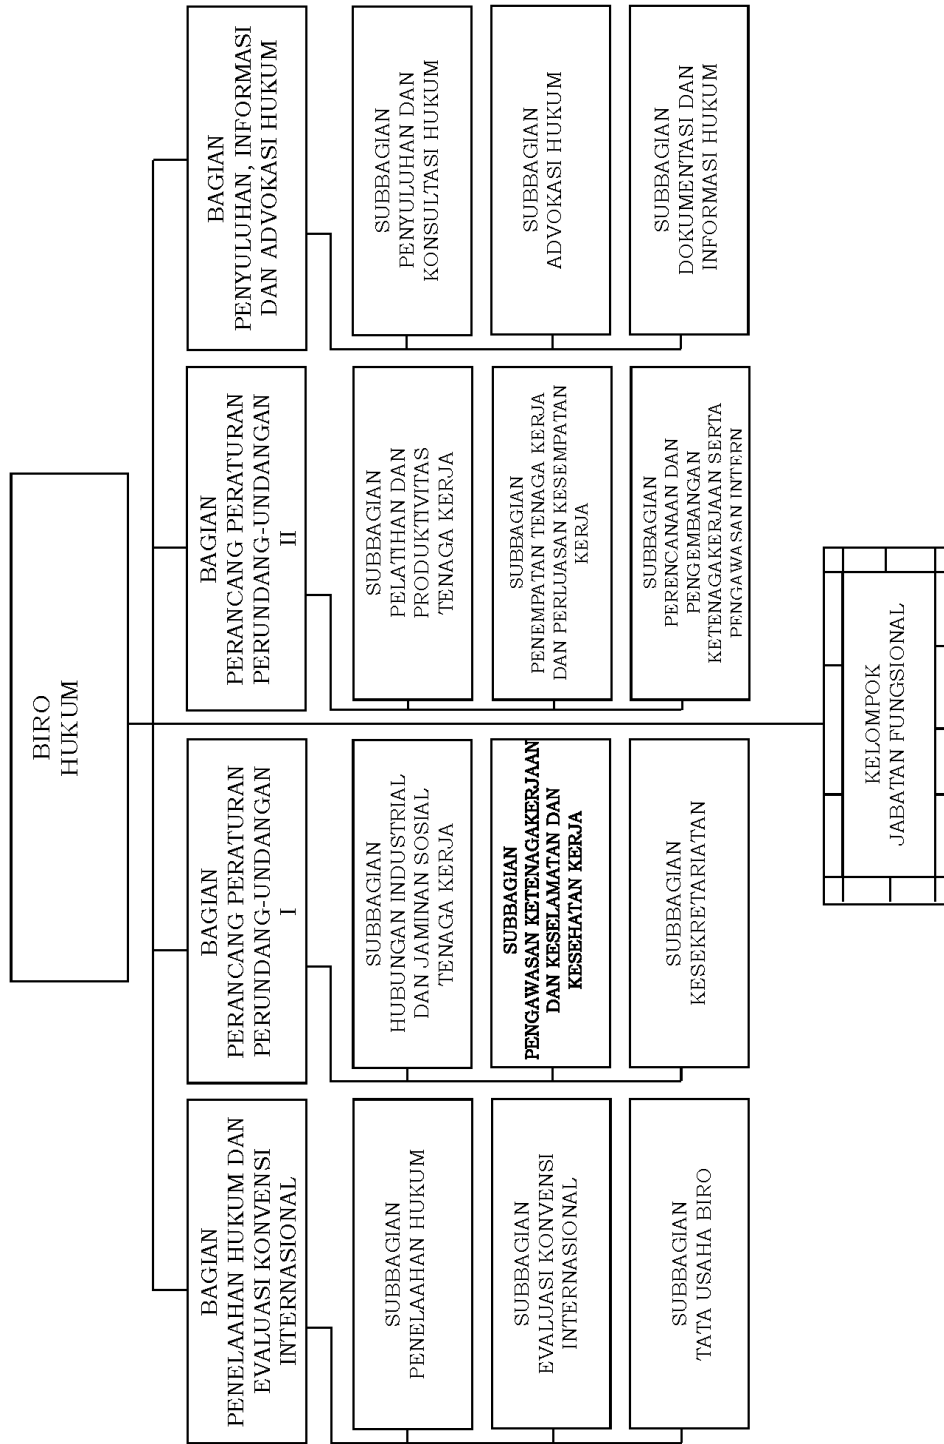 BIRO
HUKUM
BAGIAN
PENELAAHAN HUKUM DAN
EVALUASI KONVENSI
INTERNASIONAL
SUBBAGIAN
PENELAAHAN HUKUM
SUBBAGIAN
EVALUASI KONVENSI
INTERNASIONAL
SUBBAGIAN
TATA USAHA BIRO
BAGIAN
PERANCANG PERATURAN
PERUNDANG-UNDANGAN
I
SUBBAGIAN
HUBUNGAN INDUSTRIAL
DAN JAMINAN SOSIAL
TENAGA KERJA
SUBBAGIAN
PENGAWASAN KETENAGAKERJAAN
DAN KESELAMATAN DAN
KESEHATAN KERJA
SUBBAGIAN
KESEKRETARIATAN
BAGIAN
PERANCANG PERATURAN
PERUNDANG-UNDANGAN
II
SUBBAGIAN
PELATIHAN DAN
PRODUKTIVITAS
TENAGA KERJA
SUBBAGIAN
PENEMPATAN TENAGA KERJA
DAN PERLUASAN KESEMPATAN
KERJA
SUBBAGIAN
PERENCANAAN DAN
PENGEMBANGAN
KETENAGAKERJAAN SERTA
PENGAWASAN INTERN
BAGIAN
PENYULUHAN, INFORMASI
DAN ADVOKASI HUKUM
SUBBAGIAN
PENYULUHAN DAN
KONSULTASI HUKUM
SUBBAGIAN
ADVOKASI HUKUM
SUBBAGIAN
DOKUMENTASI DAN
INFORMASI HUKUM
KELOMPOK
JABATAN FUNGSIONAL